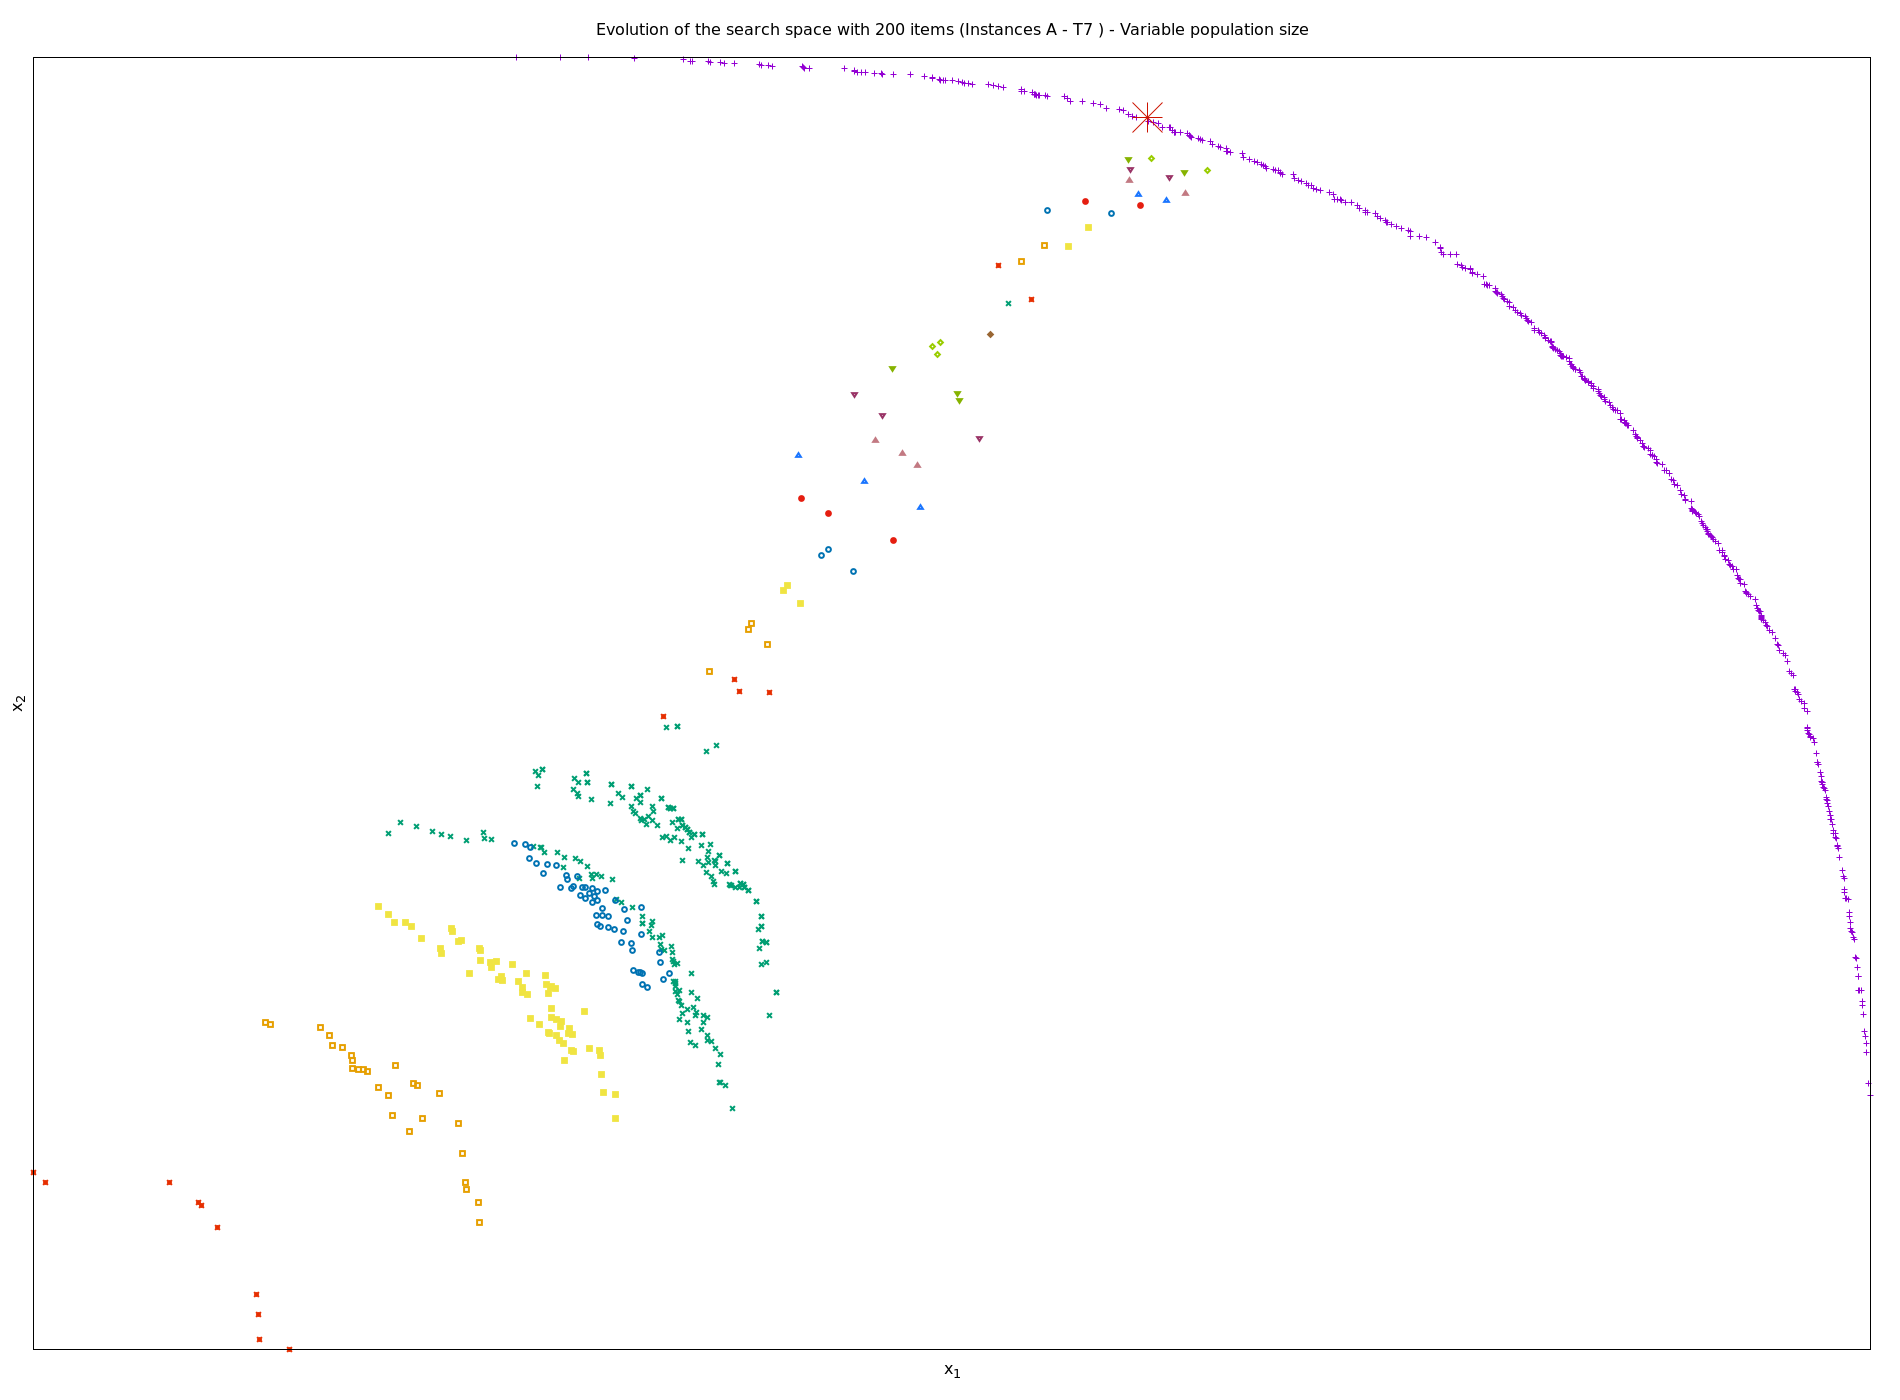 Evolution of the search space with 200 items (Instances A - T7 ) - Variable population size
x2
x1